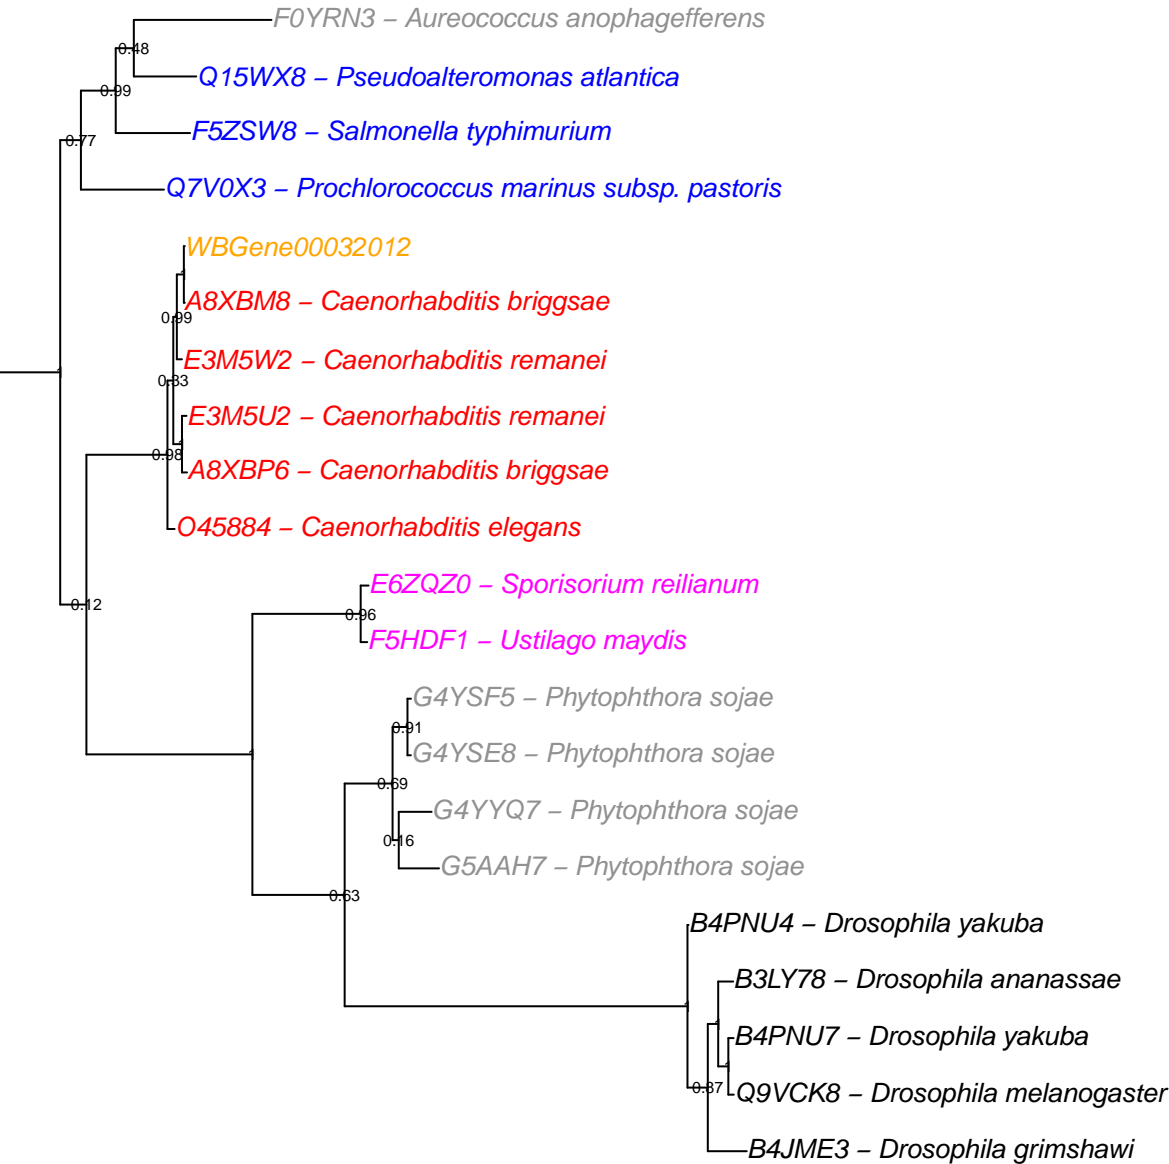 F0YRN3 – Aureococcus anophagefferens
0.48
Q15WX8 – Pseudoalteromonas atlantica
0.99
F5ZSW8 – Salmonella typhimurium
0.77
Q7V0X3 – Prochlorococcus marinus subsp. pastoris
WBGene00032012
1
A8XBM8 – Caenorhabditis briggsae
0.99
E3M5W2 – Caenorhabditis remanei
1
0.33
E3M5U2 – Caenorhabditis remanei
1
0.98
A8XBP6 – Caenorhabditis briggsae
O45884 – Caenorhabditis elegans
E6ZQZ0 – Sporisorium reilianum
0.12
0.96
F5HDF1 – Ustilago maydis
G4YSF5 – Phytophthora sojae
0.91
1
G4YSE8 – Phytophthora sojae
0.69
G4YYQ7 – Phytophthora sojae
0.16
G5AAH7 – Phytophthora sojae
0.63
B4PNU4 – Drosophila yakuba
B3LY78 – Drosophila ananassae
1
1
B4PNU7 – Drosophila yakuba
1
0.87
Q9VCK8 – Drosophila melanogaster
B4JME3 – Drosophila grimshawi